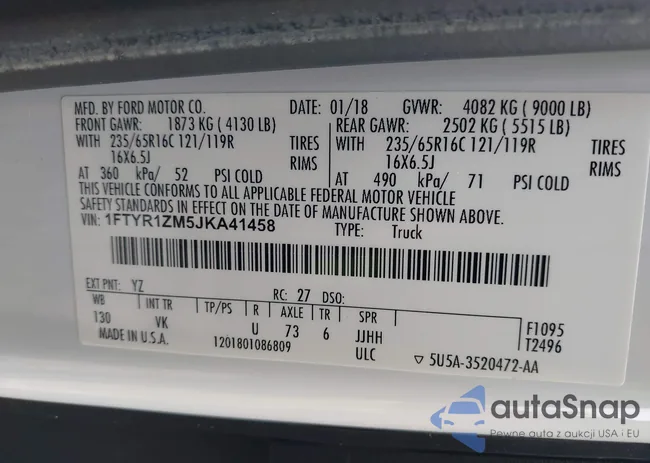 MFD. BY FORD MOTOR CO. DATE: 01/18 GVWR: 4082 KG ( 9000 LB)
FRONT GAWR: 1873 KG ( 4130 LB) REAR GAWR: 2502 KG ( 5515 LB)
WITH 235/65R16C 121/119R TIRES WITH 235/65R16C 121/119R TIRES
16X6.5J RIMS 16X6.5J RIMS
AT 360 kPa/ 52 PSI COLD AT 490 kPa/ 71 PSI COLD
THIS VEHICLE CONFORMS TO ALL APPLICABLE FEDERAL MOTOR VEHICLE
SAFETY STANDARDS IN EFFECT ON THE DATE OF MANUFACTURE SHOWN ABOVE.
VIN: 1FTYR1ZM5JKA41458 TYPE: Truck
EXT PNT: YZ RC: 27 DSO:
WB INT TR TP/PS R AXLE TR SPR F1095
130 VK U 73 6 JJHH T2496
MADE IN U.S.A. 1201801086809 ULC ▽ 5U5A-3520472-AA
autaSnap
Pewne auta z aukcji USA i EU